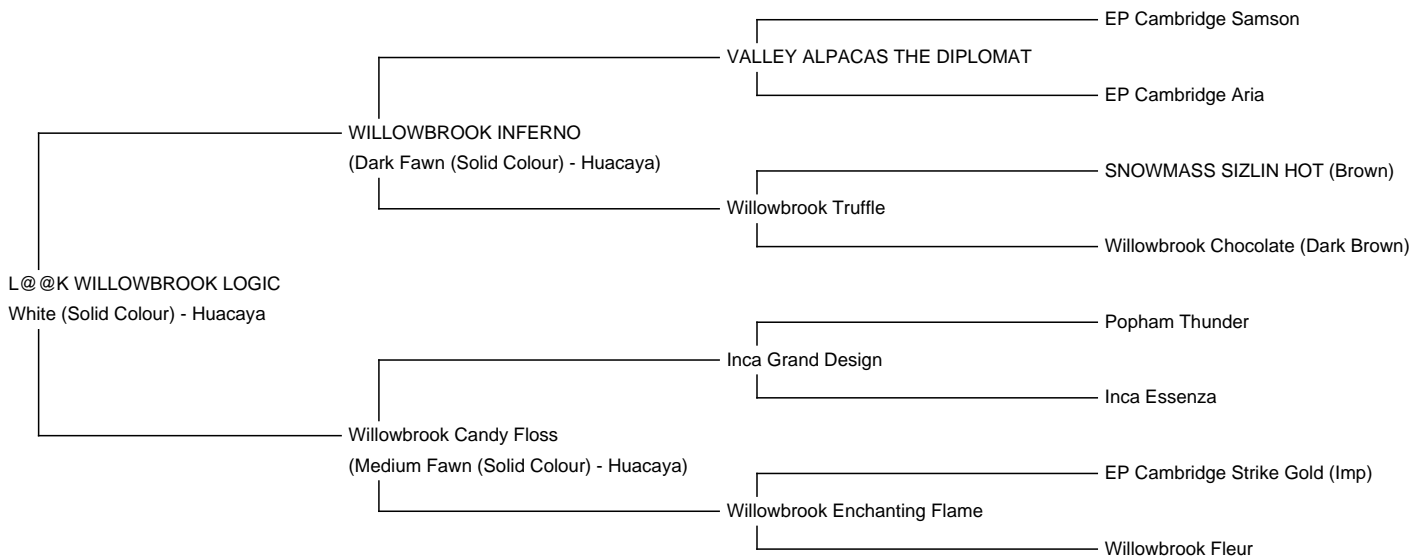 EP Cambridge Samson
VALLEY ALPACAS THE DIPLOMAT
EP Cambridge Aria
WILLOWBROOK INFERNO
(Dark Fawn (Solid Colour) - Huacaya)
SNOWMASS SIZLIN HOT (Brown)
Willowbrook Truffle
Willowbrook Chocolate (Dark Brown)
L@@K WILLOWBROOK LOGIC
White (Solid Colour) - Huacaya
Popham Thunder
Inca Grand Design
Inca Essenza
Willowbrook Candy Floss
(Medium Fawn (Solid Colour) - Huacaya)
EP Cambridge Strike Gold (Imp)
Willowbrook Enchanting Flame
Willowbrook Fleur